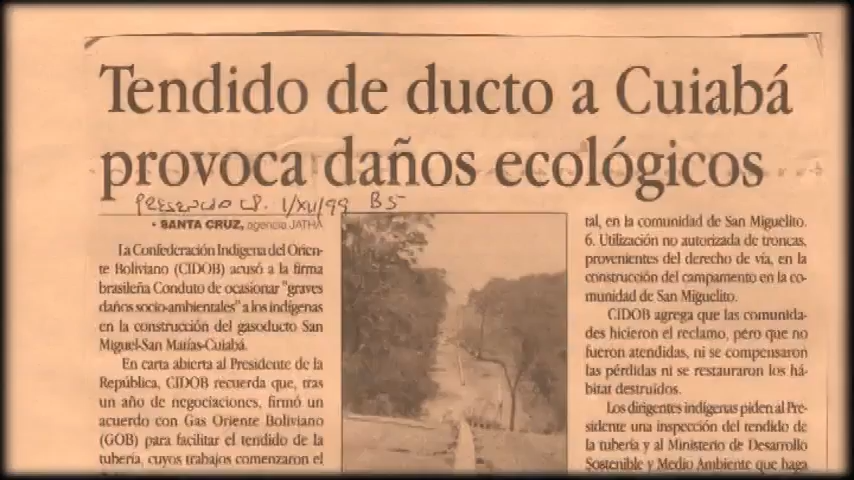 Tendido de ducto a Cuiabá
provoca daños ecológicos
1/XII/99 B5
• SANTA CRUZ, agencia JATHA
La Confederación Indígena del Orien-
te Boliviano (CIDOB) acusó a la firma
brasileña Conduto de ocasionar "graves
daños socio-ambientales" a los indígenas
en la construcción del gasoducto San
Miguel-San Matías-Cuiabá.
En carta abierta al Presidente de la
República, CIDOB recuerda que, tras
un año de negociaciones, firmó un
acuerdo con Gas Oriente Boliviano
(GOB) para facilitar el tendido de la
tubería, cuyos trabajos comenzaron el
tal, en la comunidad de San Miguelito.
6. Utilización no autorizada de troncas,
provenientes del derecho de vía, en la
construcción del campamento en la co-
munidad de San Miguelito.
CIDOB agrega que las comunida-
des hicieron el reclamo, pero que no
fueron atendidas, ni se compensaron
las pérdidas ni se restauraron los há-
bitat destruidos.
Los dirigentes indígenas piden al Pre-
sidente una inspección del tendido de
la tubería y al Ministerio de Desarrollo
Sostenible y Medio Ambiente que haga